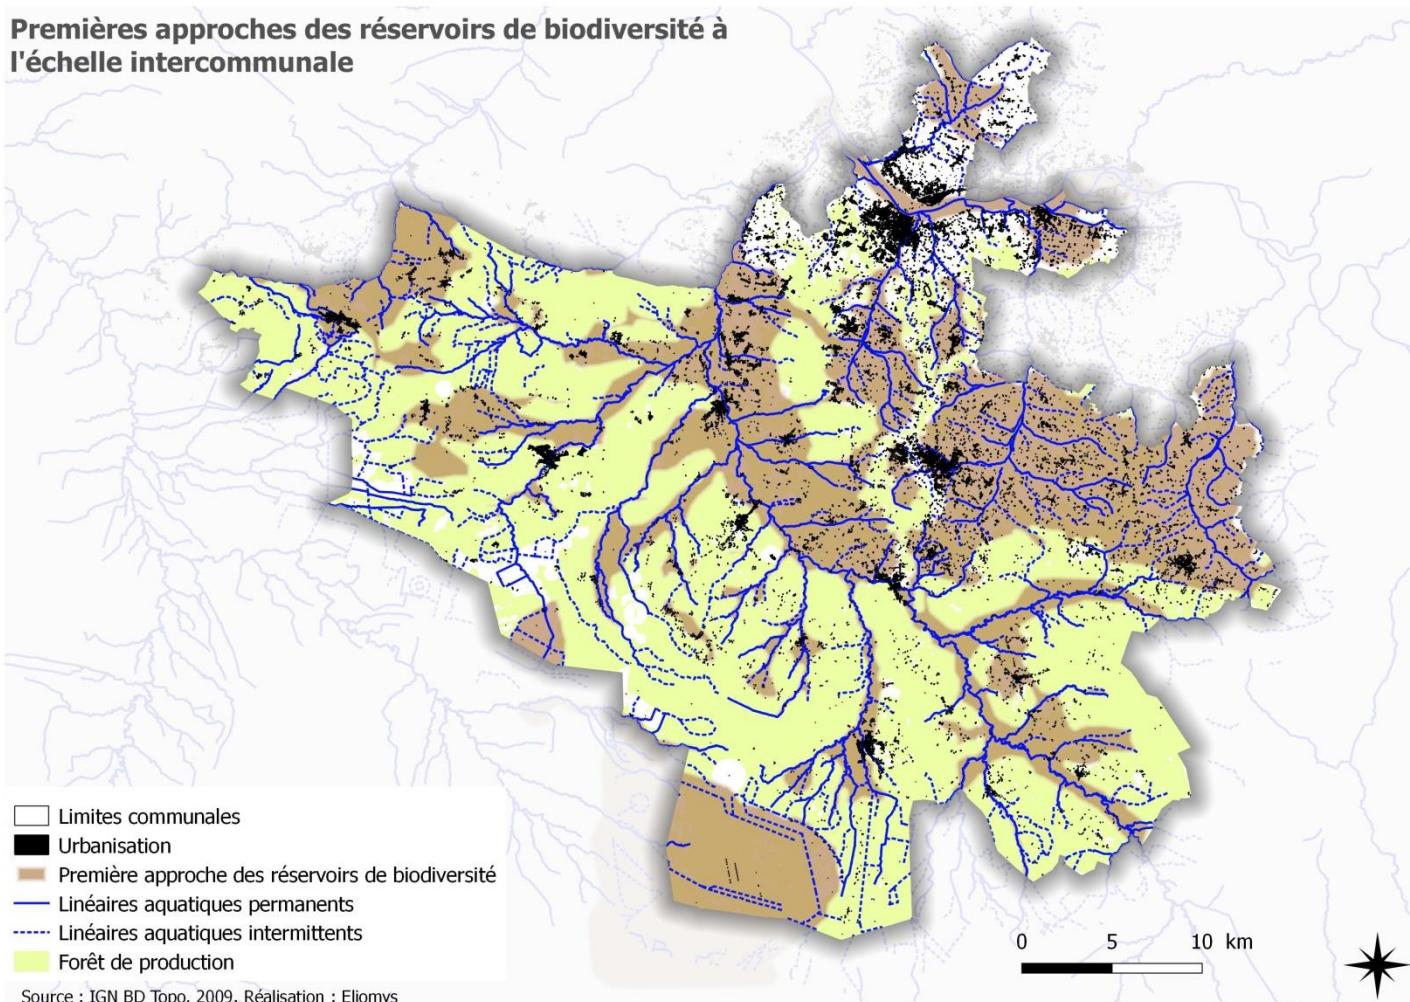 Premières approches des réservoirs de biodiversité à
l'échelle intercommunale
Limites communales
Urbanisation
Première approche des réservoirs de biodiversité
Linéaires aquatiques permanents
Linéaires aquatiques intermittents
Forêt de production
Source : IGN BD Topo, 2009. Réalisation : Eliomys
0 5 10 km